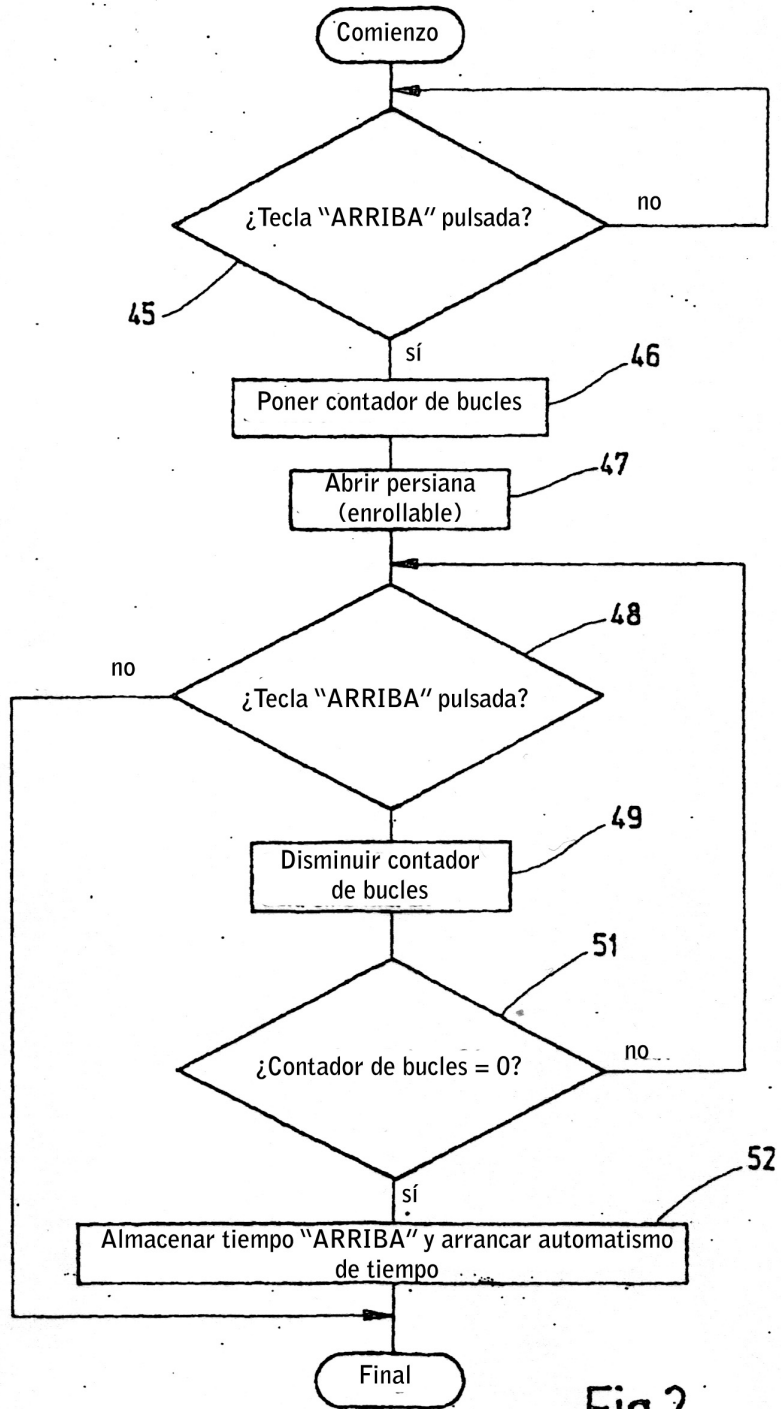 Comienzo
¿Tecla "ARRIBA" pulsada?
no
45
sí
46
Poner contador de bucles
47
Abrir persiana
(enrollable)
48
no
¿Tecla "ARRIBA" pulsada?
49
Disminuir contador
de bucles
51
¿Contador de bucles = 0?
no
52
sí
Almacenar tiempo "ARRIBA" y arrancar automatismo
de tiempo
Final
Fig.2